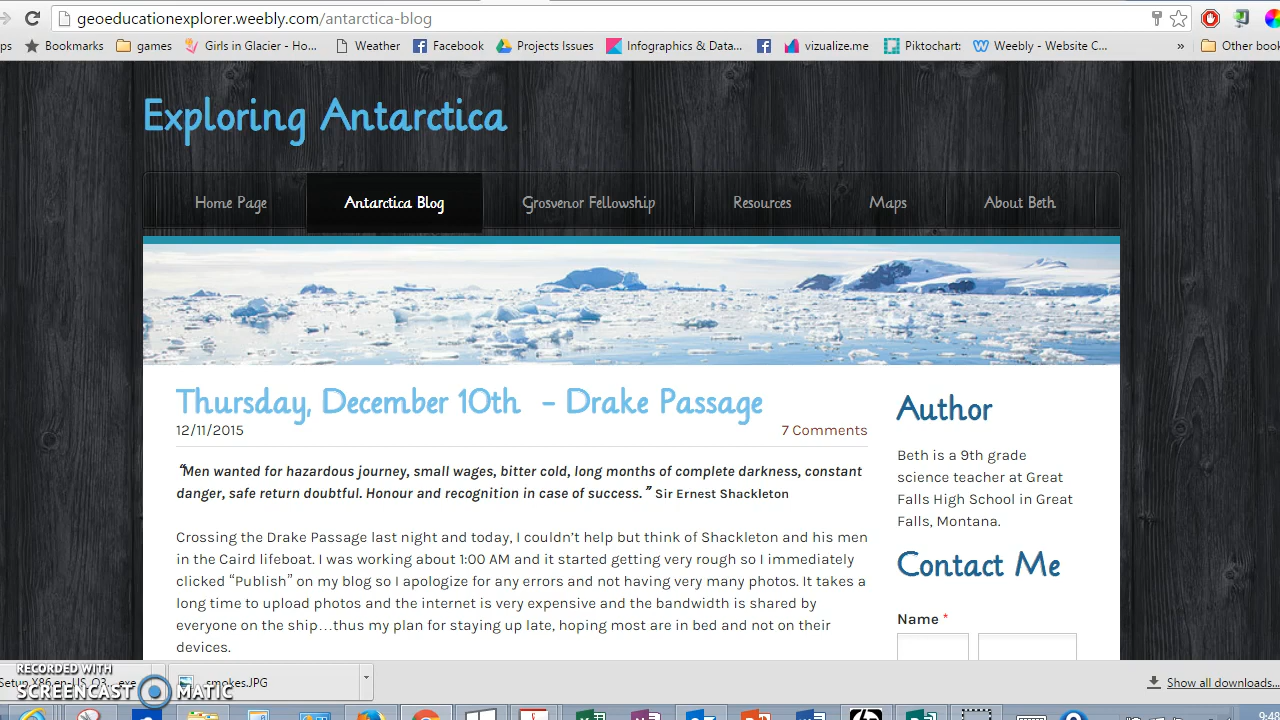 geoeducationexplorer.weebly.com/antarctica-blog
ps Bookmarks games Girls in Glacier - Ho... Weather Facebook Projects Issues Infographics & Data... vizualize.me Piktochart: Weebly - Website C... » Other book
Exploring Antarctica
Home Page Antarctica Blog Grosvenor Fellowship Resources Maps About Beth
Thursday, December 10th - Drake Passage
12/11/2015 7 Comments
“Men wanted for hazardous journey, small wages, bitter cold, long months of complete darkness, constant
danger, safe return doubtful. Honour and recognition in case of success.” Sir Ernest Shackleton
Crossing the Drake Passage last night and today, I couldn’t help but think of Shackleton and his men
in the Caird lifeboat. I was working about 1:00 AM and it started getting very rough so I immediately
clicked “Publish” on my blog so I apologize for any errors and not having very many photos. It takes a
long time to upload photos and the internet is very expensive and the bandwidth is shared by
everyone on the ship…thus my plan for staying up late, hoping most are in bed and not on their
devices.
Author
Beth is a 9th grade
science teacher at Great
Falls High School in Great
Falls, Montana.
Contact Me
Name *
RECORDED WITH
SCREENCAST MATIC
smokes.JPG
Show all downloads...